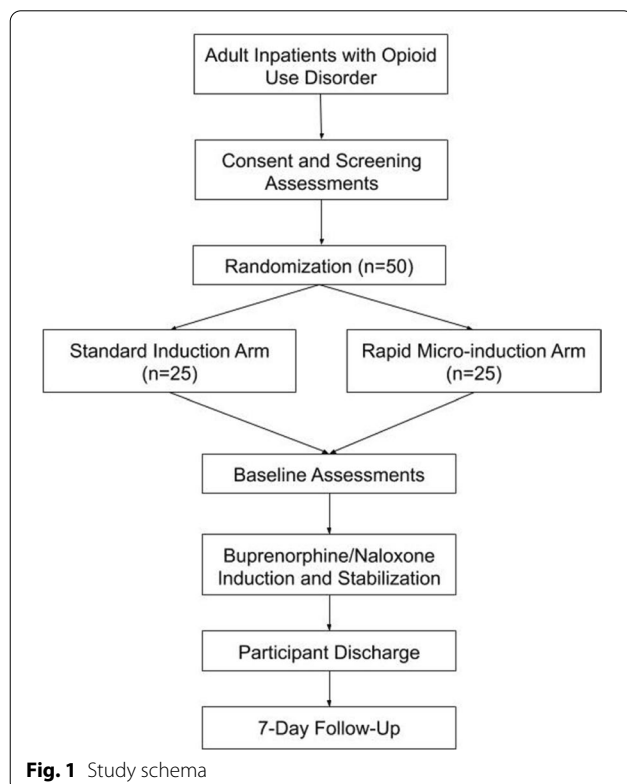 Adult Inpatients with Opioid
Use Disorder
Consent and Screening
Assessments
Randomization (n=50)
Standard Induction Arm
(n=25)
Rapid Micro-induction Arm
(n=25)
Baseline Assessments
Buprenorphine/Naloxone
Induction and Stabilization
Participant Discharge
7-Day Follow-Up
Fig. 1 Study schema